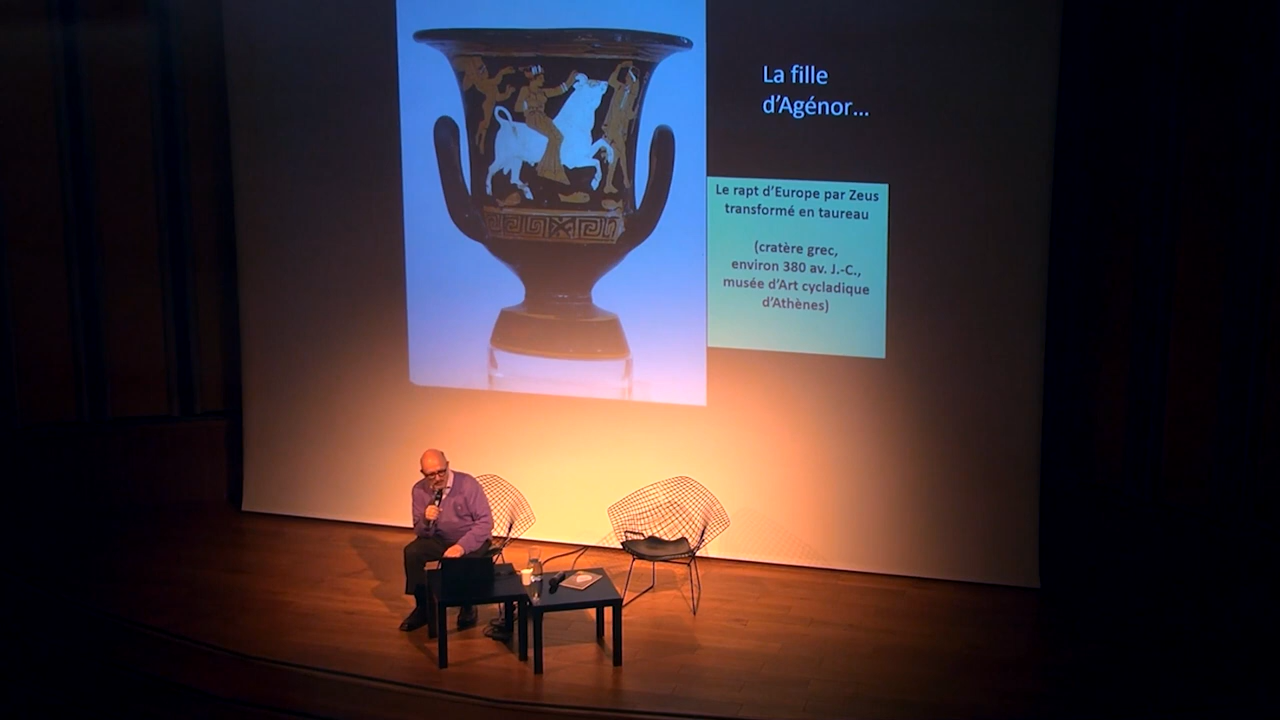 La fille
d'Agénor...
Le rapt d'Europe par Zeus
transformé en taureau
(cratère grec,
environ 380 av. J.-C.,
musée d'Art cycladique
d'Athènes)